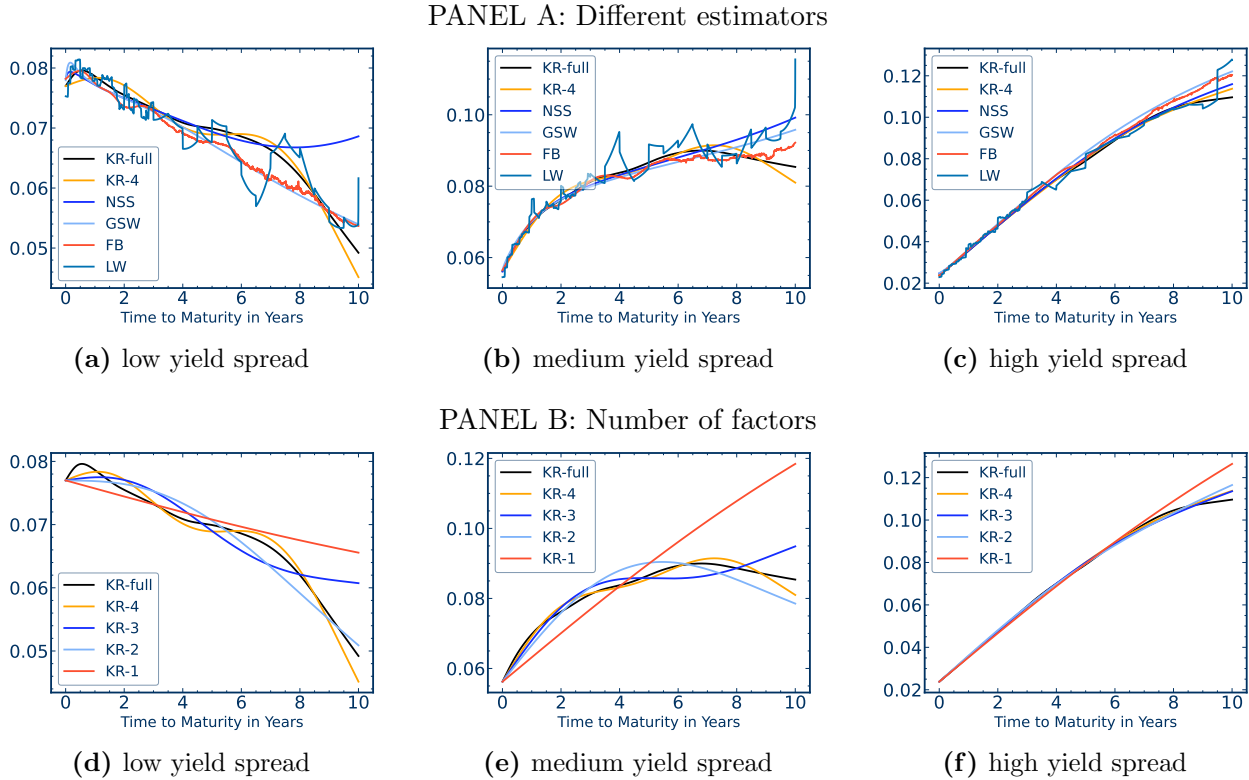 PANEL A: Different estimators
0.08
0.07
0.06
0.05
KR-full
KR-4
NSS
GSW
FB
LW
0 2 4 6 8 10
Time to Maturity in Years
(a) low yield spread
0.10
0.08
0.06
KR-full
KR-4
NSS
GSW
FB
LW
0 2 4 6 8 10
Time to Maturity in Years
(b) medium yield spread
0.12
0.10
0.08
0.06
0.04
0.02
KR-full
KR-4
NSS
GSW
FB
LW
0 2 4 6 8 10
Time to Maturity in Years
(c) high yield spread
PANEL B: Number of factors
0.08
0.07
0.06
0.05
KR-full
KR-4
KR-3
KR-2
KR-1
0 2 4 6 8 10
Time to Maturity in Years
(d) low yield spread
0.12
0.10
0.08
0.06
KR-full
KR-4
KR-3
KR-2
KR-1
0 2 4 6 8 10
Time to Maturity in Years
(e) medium yield spread
0.12
0.10
0.08
0.06
0.04
0.02
KR-full
KR-4
KR-3
KR-2
KR-1
0 2 4 6 8 10
Time to Maturity in Years
(f) high yield spread